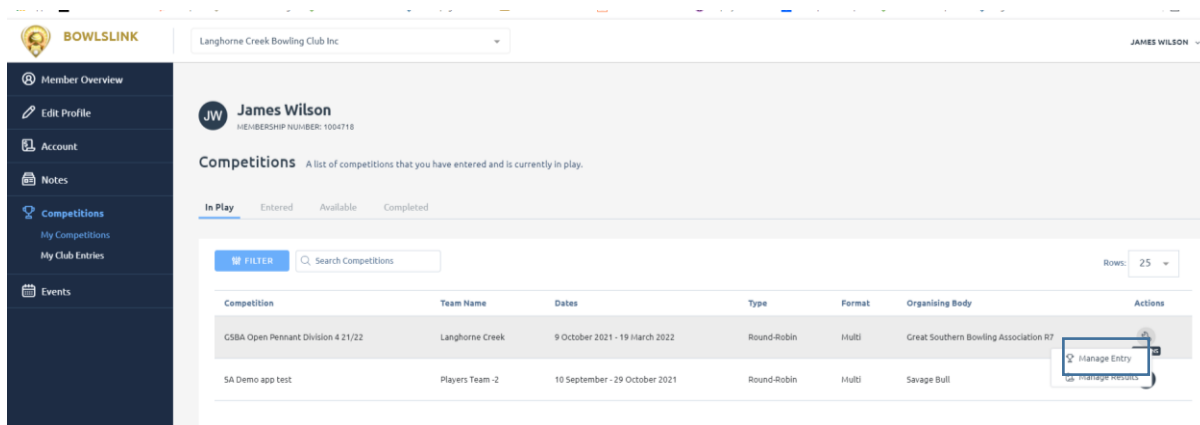 BOWLSLINK
Langhorne Creek Bowling Club Inc
JAMES WILSON
Member Overview
Edit Profile
Account
Notes
Competitions
My Competitions
My Club Entries
Events
JW
James Wilson
MEMBERSHIP NUMBER: 1004718
Competitions A list of competitions that you have entered and is currently in play.
In Play Entered Available Completed
FILTER Search Competitions Rows: 25
Competition Team Name Dates Type Format Organising Body Actions
GSBA Open Pennant Division 4 21/22 Langhorne Creek 9 October 2021 - 19 March 2022 Round-Robin Multi Great Southern Bowling Association R7
Manage Entry
SA Demo app test Players Team -2 10 September - 29 October 2021 Round-Robin Multi Savage Bull
Manage Results